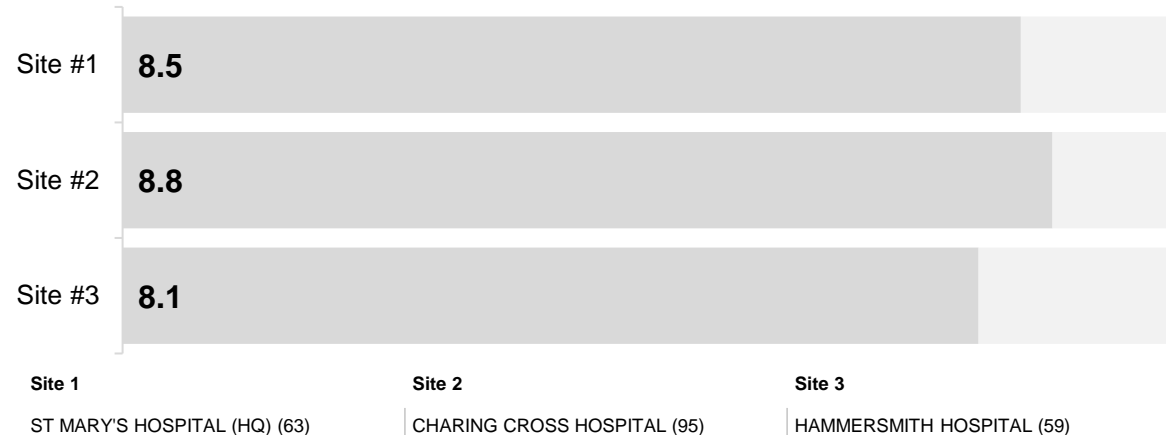 Site #1 8.5
Site #2 8.8
Site #3 8.1
Site 1 Site 2 Site 3
ST MARY'S HOSPITAL (HQ) (63) CHARING CROSS HOSPITAL (95) HAMMERSMITH HOSPITAL (59)